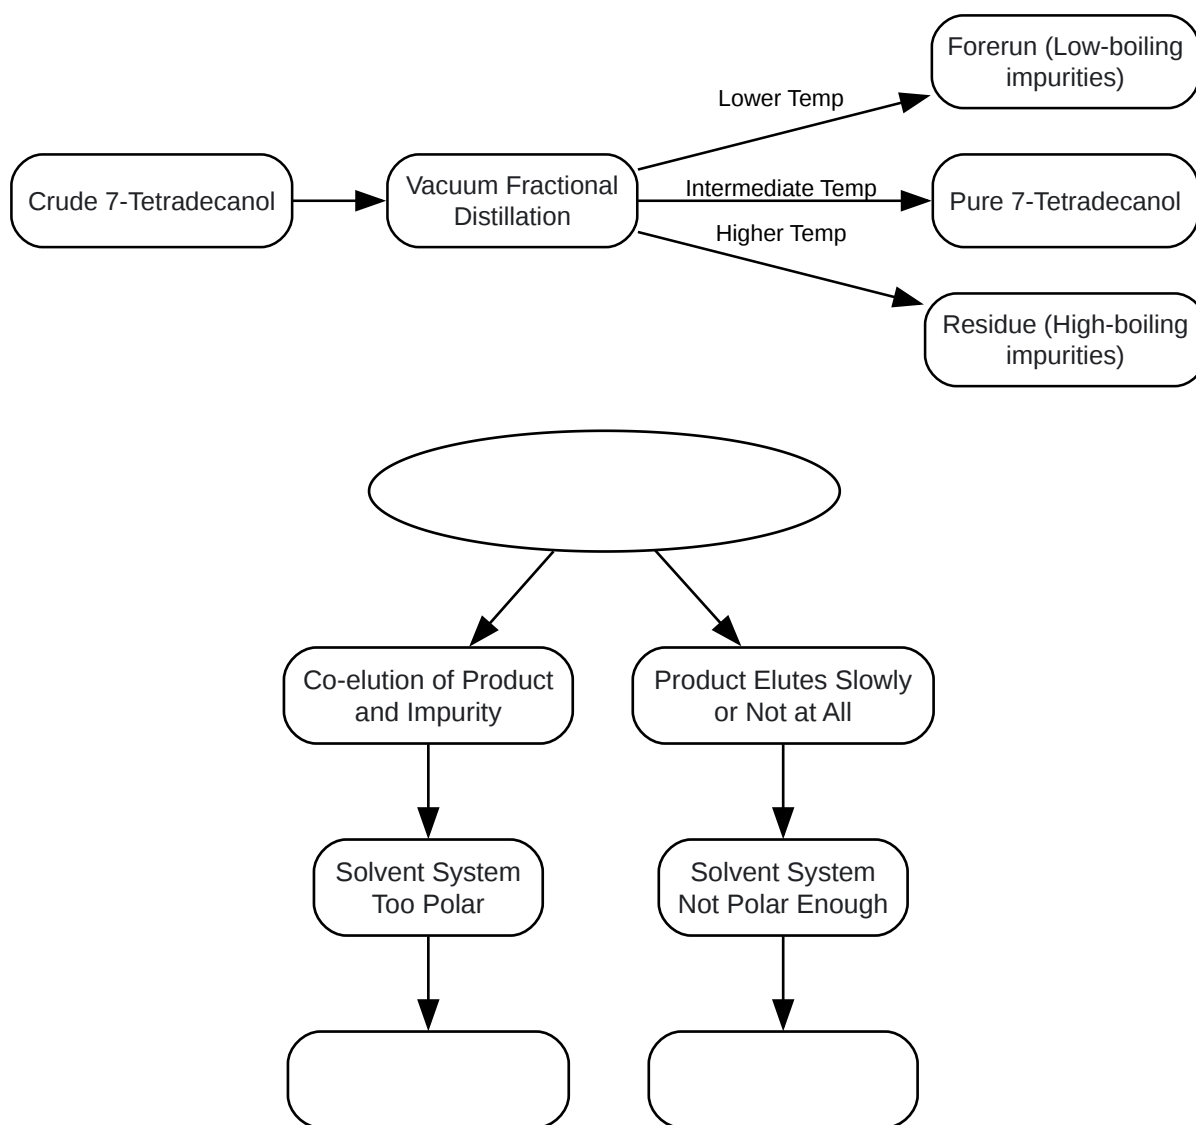 Forerun (Low-boiling
impurities)
Lower Temp
Crude 7-Tetradecanol
Vacuum Fractional
Distillation
Intermediate Temp
Pure 7-Tetradecanol
Higher Temp
Residue (High-boiling
impurities)
Co-elution of Product
and Impurity
Product Elutes Slowly
or Not at All
Solvent System
Too Polar
Solvent System
Not Polar Enough